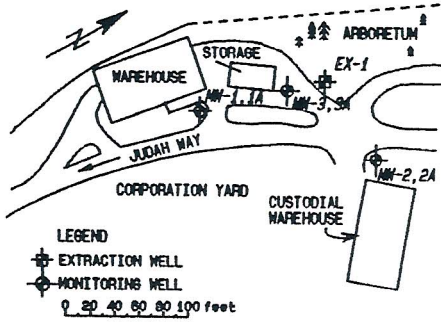 N
ARBORETUM
STORAGE
EX-1
WAREHOUSE
MW-1,1A
MW-3,3A
JUDAH WAY
MW-2,2A
CORPORATION YARD
CUSTODIAL
WAREHOUSE
LEGEND
EXTRACTION WELL
MONITORING WELL
0 20 40 60 80 100 feet